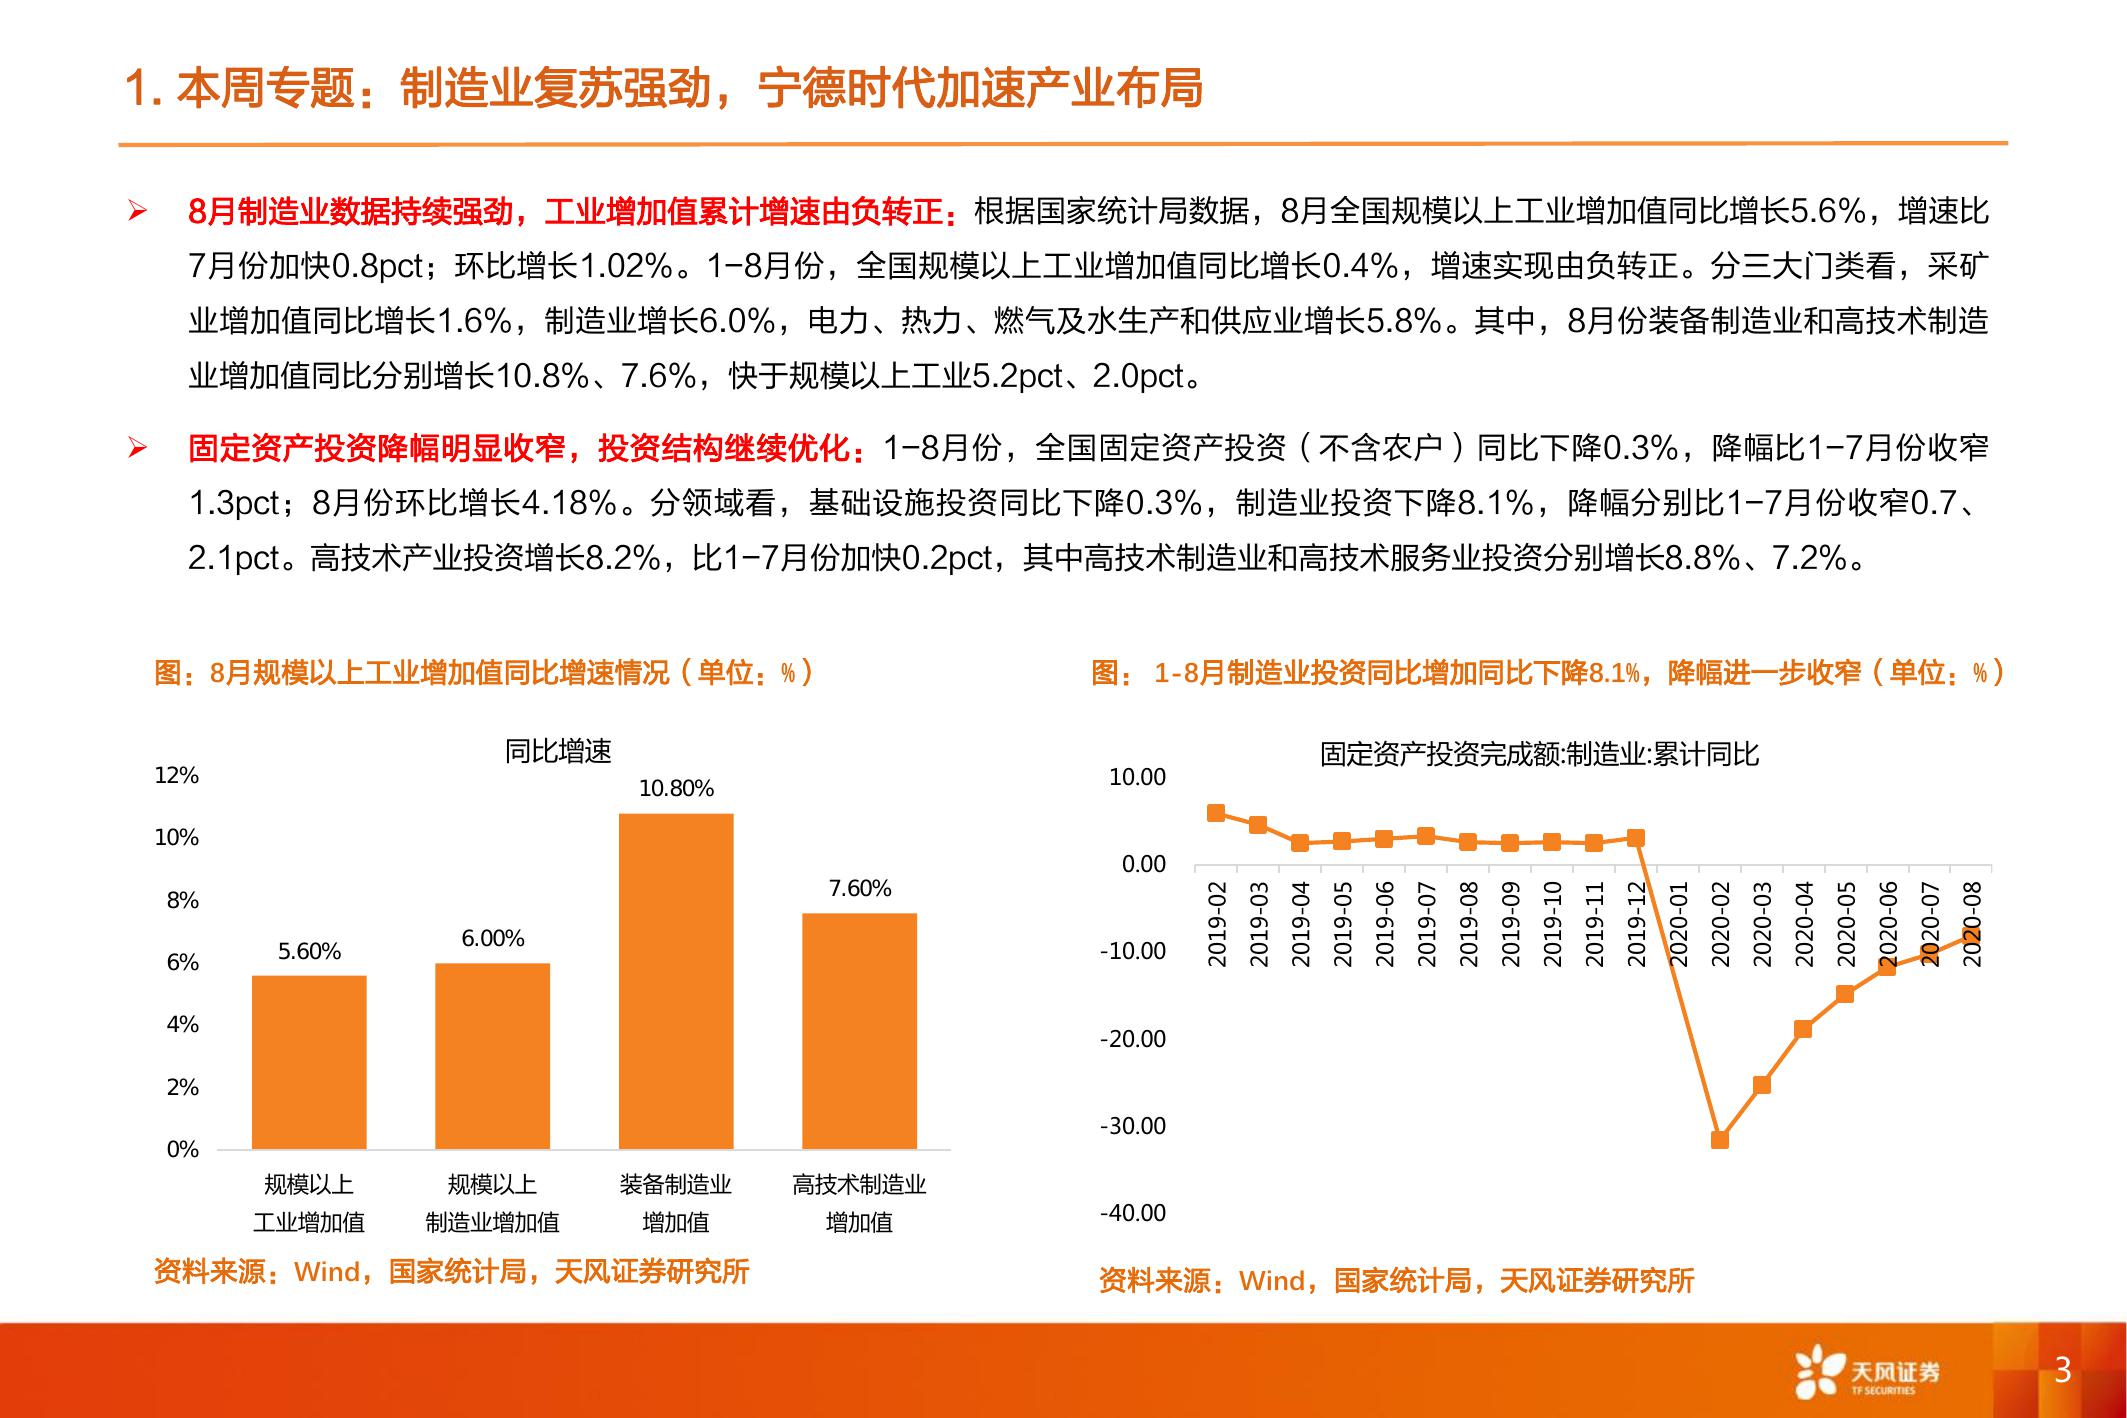 1. 本周专题：制造业复苏强劲，宁德时代加速产业布局
➢ 8月制造业数据持续强劲，工业增加值累计增速由负转正：根据国家统计局数据，8月全国规模以上工业增加值同比增长5.6%，增速比
7月份加快0.8pct；环比增长1.02%。1-8月份，全国规模以上工业增加值同比增长0.4%，增速实现由负转正。分三大门类看，采矿
业增加值同比增长1.6%，制造业增长6.0%，电力、热力、燃气及水生产和供应业增长5.8%。其中，8月份装备制造业和高技术制造
业增加值同比分别增长10.8%、7.6%，快于规模以上工业5.2pct、2.0pct。
➢ 固定资产投资降幅明显收窄，投资结构继续优化：1-8月份，全国固定资产投资（不含农户）同比下降0.3%，降幅比1-7月份收窄
1.3pct；8月份环比增长4.18%。分领域看，基础设施投资同比下降0.3%，制造业投资下降8.1%，降幅分别比1-7月份收窄0.7、
2.1pct。高技术产业投资增长8.2%，比1-7月份加快0.2pct，其中高技术制造业和高技术服务业投资分别增长8.8%、7.2%。
图：8月规模以上工业增加值同比增速情况（单位：%）
同比增速
12%
10%
8%
6%
4%
2%
0%
5.60%
6.00%
10.80%
7.60%
规模以上
工业增加值
规模以上
制造业增加值
装备制造业
增加值
高技术制造业
增加值
资料来源：Wind，国家统计局，天风证券研究所
图： 1-8月制造业投资同比增加同比下降8.1%，降幅进一步收窄（单位：%）
固定资产投资完成额:制造业:累计同比
10.00
0.00
-10.00
-20.00
-30.00
-40.00
2019-02
2019-03
2019-04
2019-05
2019-06
2019-07
2019-08
2019-09
2019-10
2019-11
2019-12
2020-01
2020-02
2020-03
2020-04
2020-05
2020-06
2020-07
2020-08
资料来源：Wind，国家统计局，天风证券研究所
天风证券
TF SECURITIES
3